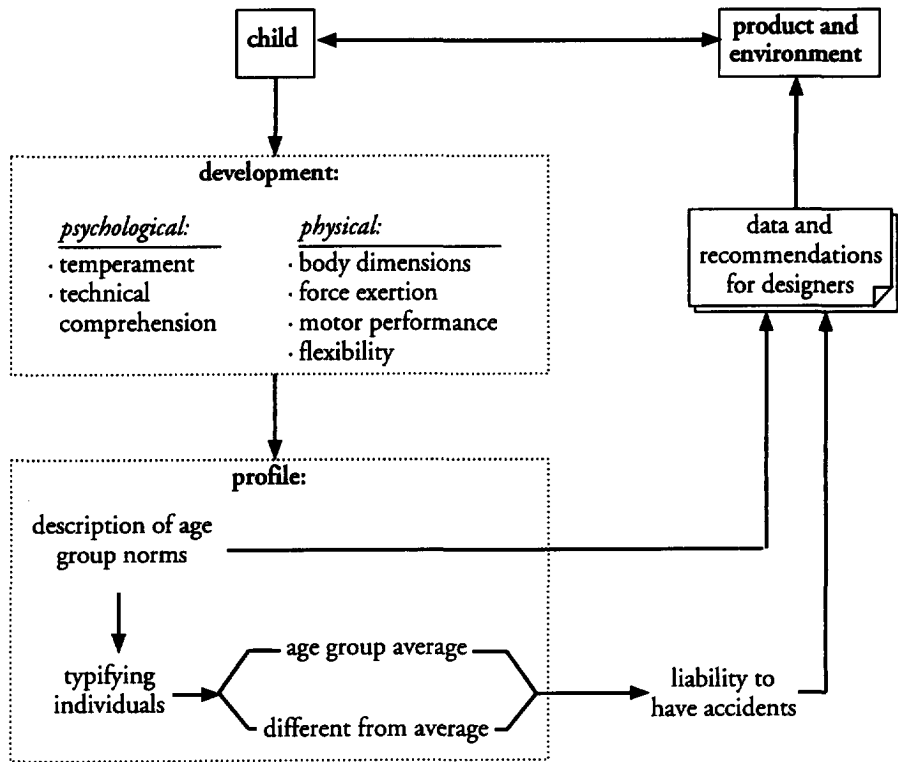 child
product and
environment
development:
psychological:
· temperament
· technical
comprehension
physical:
· body dimensions
· force exertion
· motor performance
· flexibility
data and
recommendations
for designers
profile:
description of age
group norms
typifying
individuals
age group average
different from average
liability to
have accidents